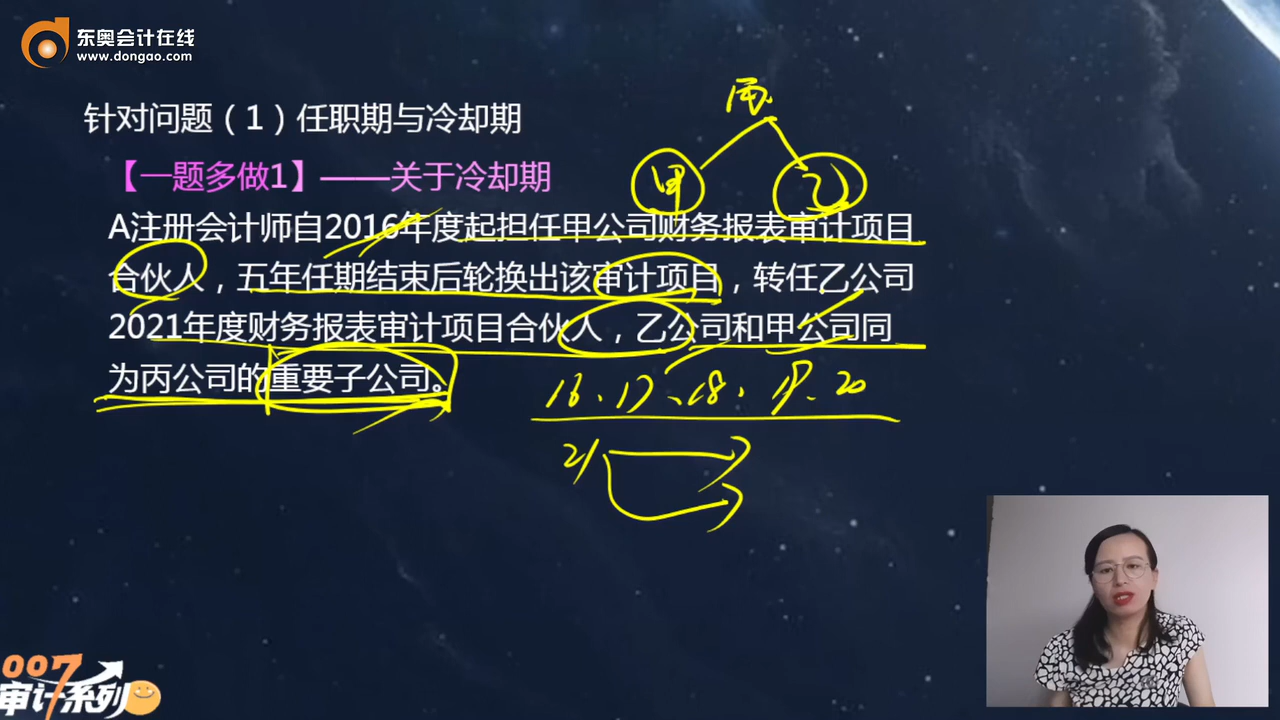 东奥会计在线
www.dongao.com
针对问题（1）任职期与冷却期
【一题多做1】——关于冷却期
A注册会计师自2016年度起担任甲公司财务报表审计项目
合伙人，五年任期结束后轮换出该审计项目，转任乙公司
2021年度财务报表审计项目合伙人，乙公司和甲公司同
为丙公司的重要子公司。
丙
甲 乙
16、17、18、19、20
21
007
审计系列